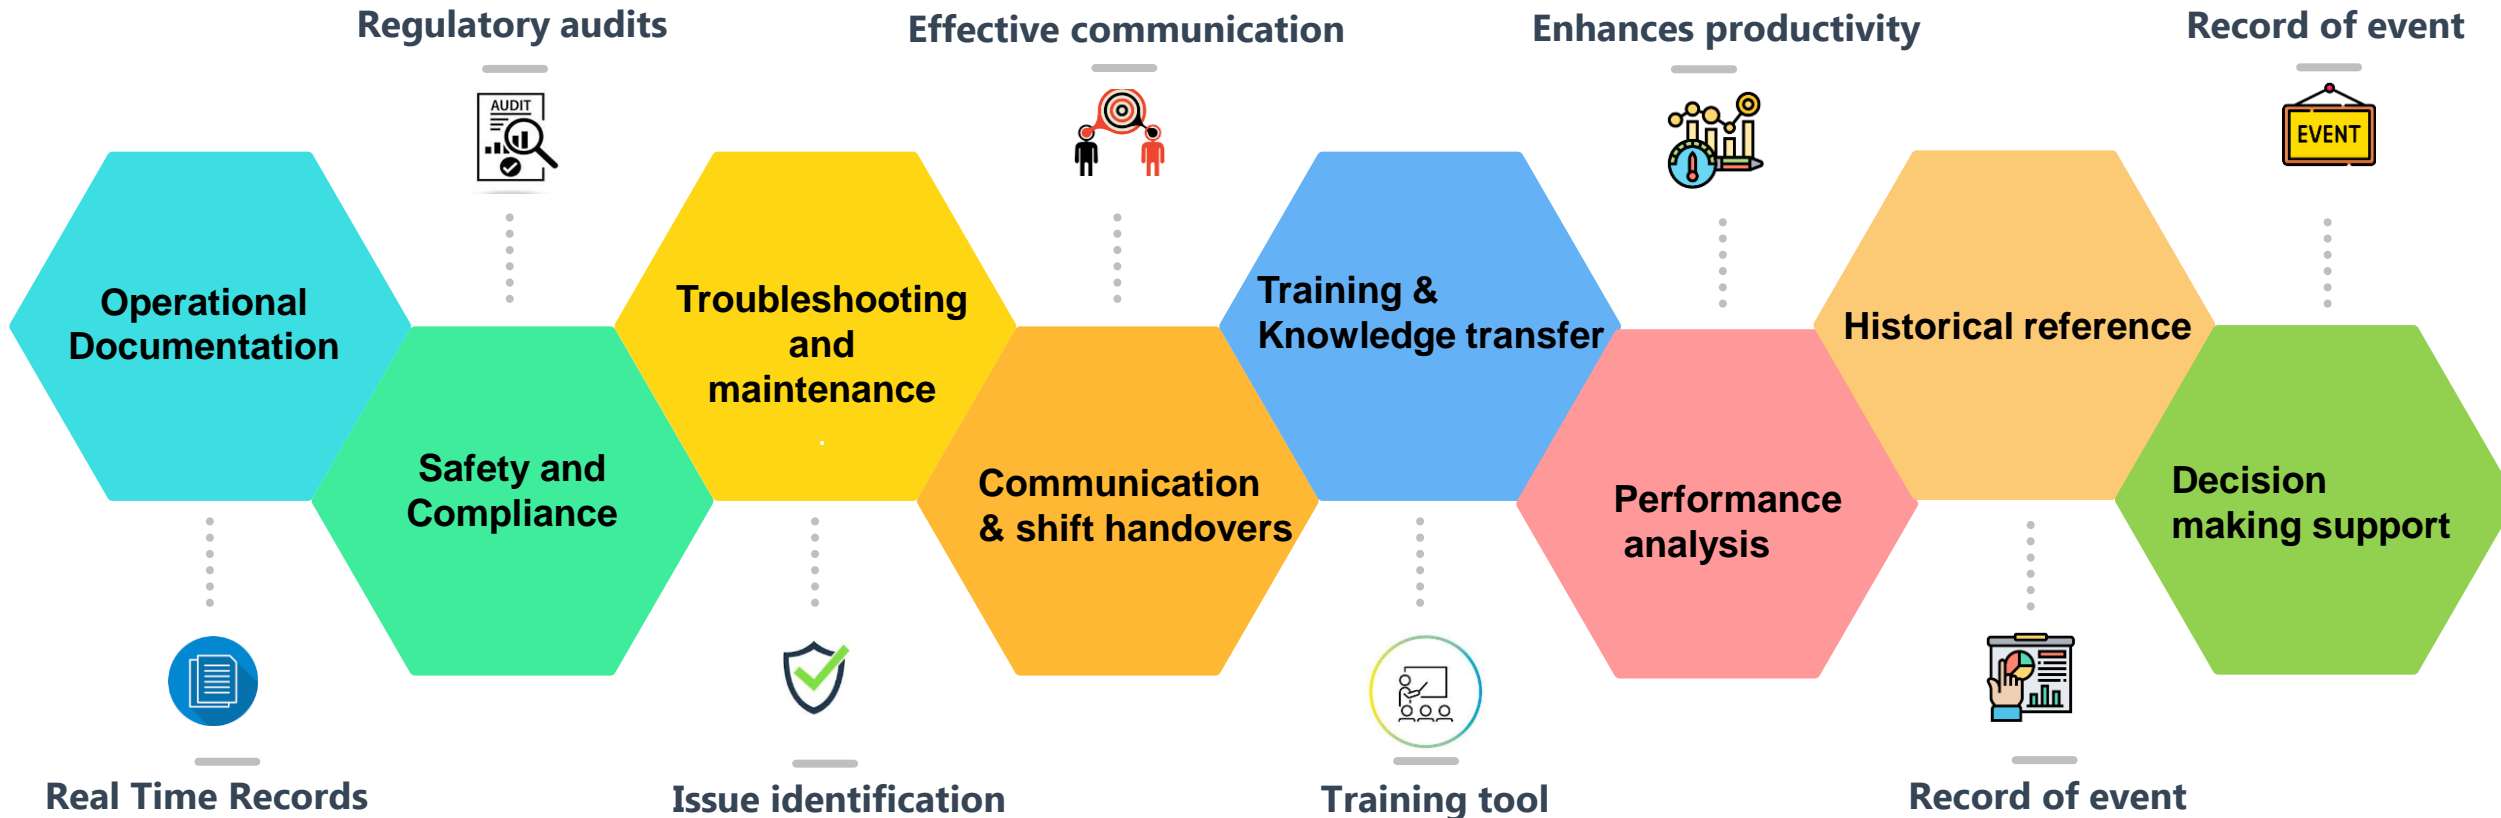 Regulatory audits
Effective communication
Enhances productivity
Record of event
AUDIT
EVENT
Operational
Documentation
Safety and
Compliance
Troubleshooting
and
maintenance
.
Communication
& shift handovers
Training &
Knowledge transfer
Performance
analysis
Historical reference
Decision
making support
Real Time Records
Issue identification
Training tool
Record of event